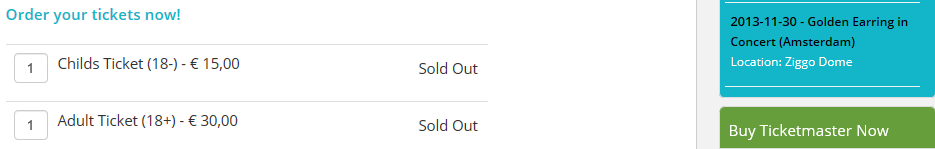 Order your tickets now!
1
Childs Ticket (18-) - € 15,00
Sold Out
1
Adult Ticket (18+) - € 30,00
Sold Out
2013-11-30 - Golden Earring in
Concert (Amsterdam)
Location: Ziggo Dome
Buy Ticketmaster Now